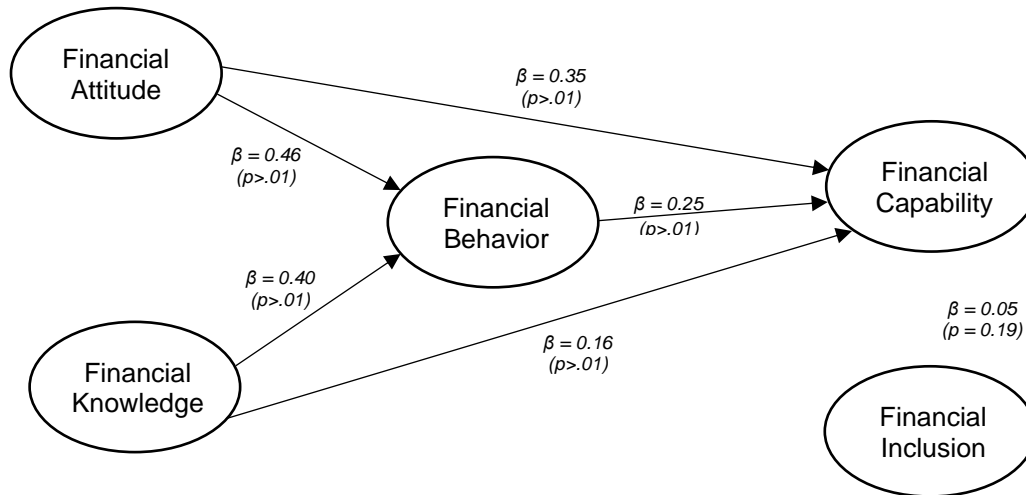 Financial
Attitude
β = 0.35
(p>.01)
β = 0.46
(p>.01)
Financial
Behavior
β = 0.25
(p>.01)
Financial
Capability
β = 0.40
(p>.01)
β = 0.16
(p>.01)
β = 0.05
(p = 0.19)
Financial
Knowledge
Financial
Inclusion